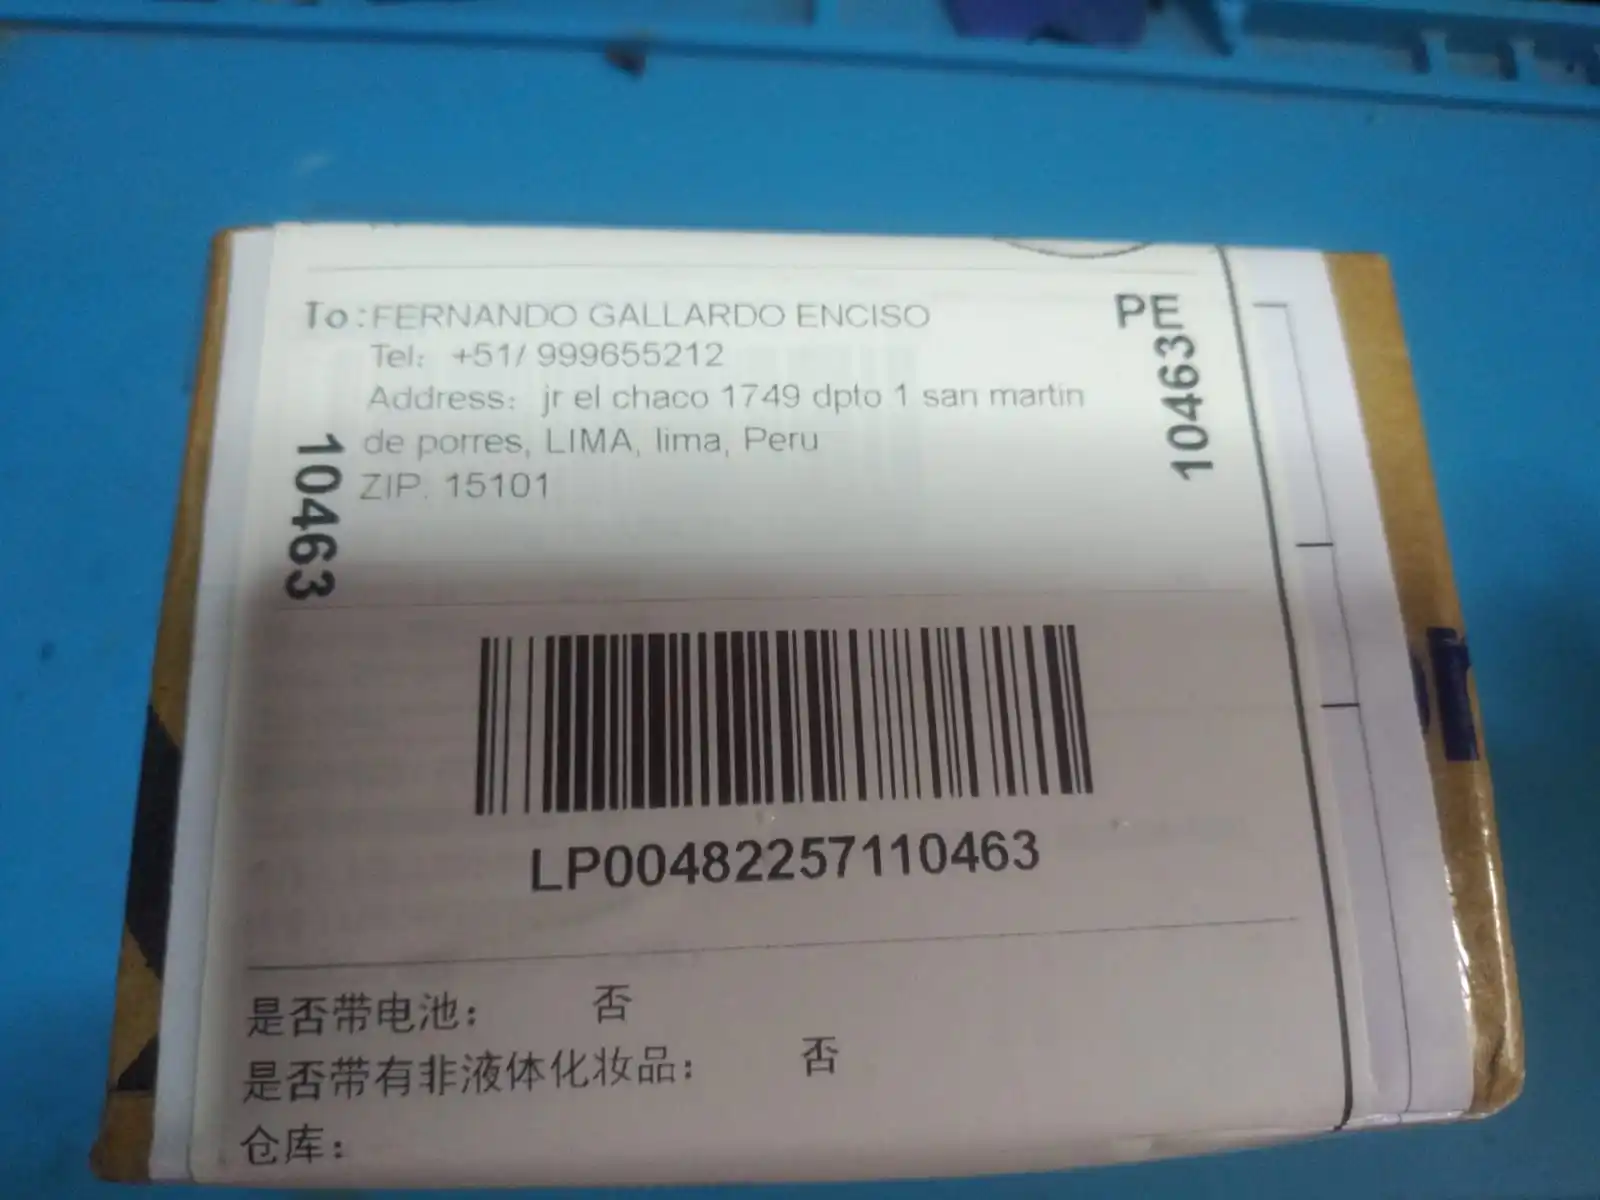 To:FERNANDO GALLARDO ENCISO
Tel: +51/ 999655212
Address: jr el chaco 1749 dpto 1 san martin
de porres, LIMA, lima, Peru
ZIP. 15101
PE
10463
10463
LP00482257110463
是否带电池: 否
是否带有非液体化妆品: 否
仓库: